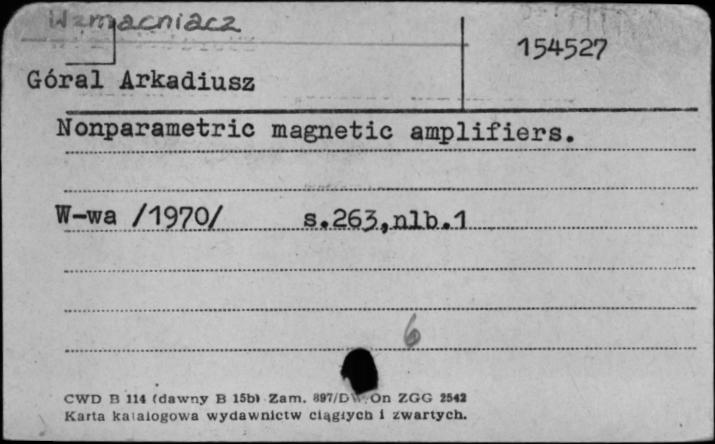 Wzmacniacz
154527
Góral Arkadiusz
Nonparametric magnetic amplifiers.
W-wa /1970/ s.263,nlb.1
6
CWD B 114 (dawny B 15b) Zam. 897/DW/On ZGG 2542
Karta katalogowa wydawnictw ciągłych i zwartych.